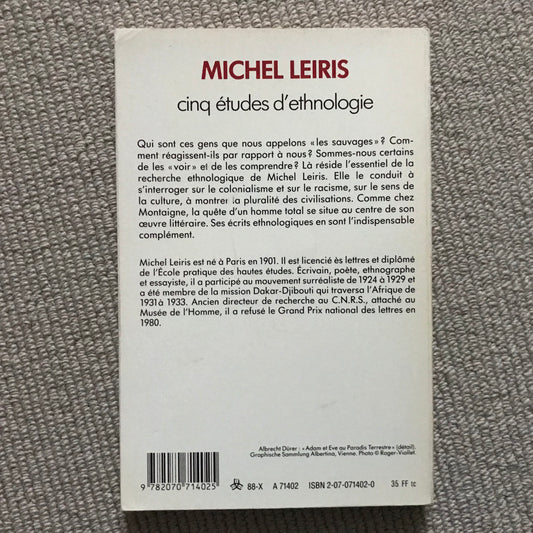 MICHEL LEIRIS
cinq études d'ethnologie
Qui sont ces gens que nous appelons «les sauvages»? Com-
ment réagissent-ils par rapport à nous? Sommes-nous certains
de les «voir» et de les comprendre? Là réside l'essentiel de la
recherche ethnologique de Michel Leiris. Elle le conduit à
s'interroger sur le colonialisme et sur le racisme, sur le sens de
la culture, à montrer la pluralité des civilisations. Comme chez
Montaigne, la quête d'un homme total se situe au centre de son
œuvre littéraire. Ses écrits ethnologiques en sont l'indispensable
complément.
Michel Leiris est né à Paris en 1901. Il est licencié ès lettres et diplômé
de l'École pratique des hautes études. Écrivain, poète, ethnographe
et essayiste, il a participé au mouvement surréaliste de 1924 à 1929 et
a été membre de la mission Dakar-Djibouti qui traversa l'Afrique de
1931 à 1933. Ancien directeur de recherche au C.N.R.S., attaché au
Musée de l'Homme, il a refusé le Grand Prix national des lettres en
1980.
Albrecht Dürer : «Adam et Eve au Paradis Terrestre» (détail).
Graphische Sammlung Albertina, Vienne. Photo © Roger-Viollet.
9 782070 714025 88-X A 71402 ISBN 2-07-071402-0 35 FF tc